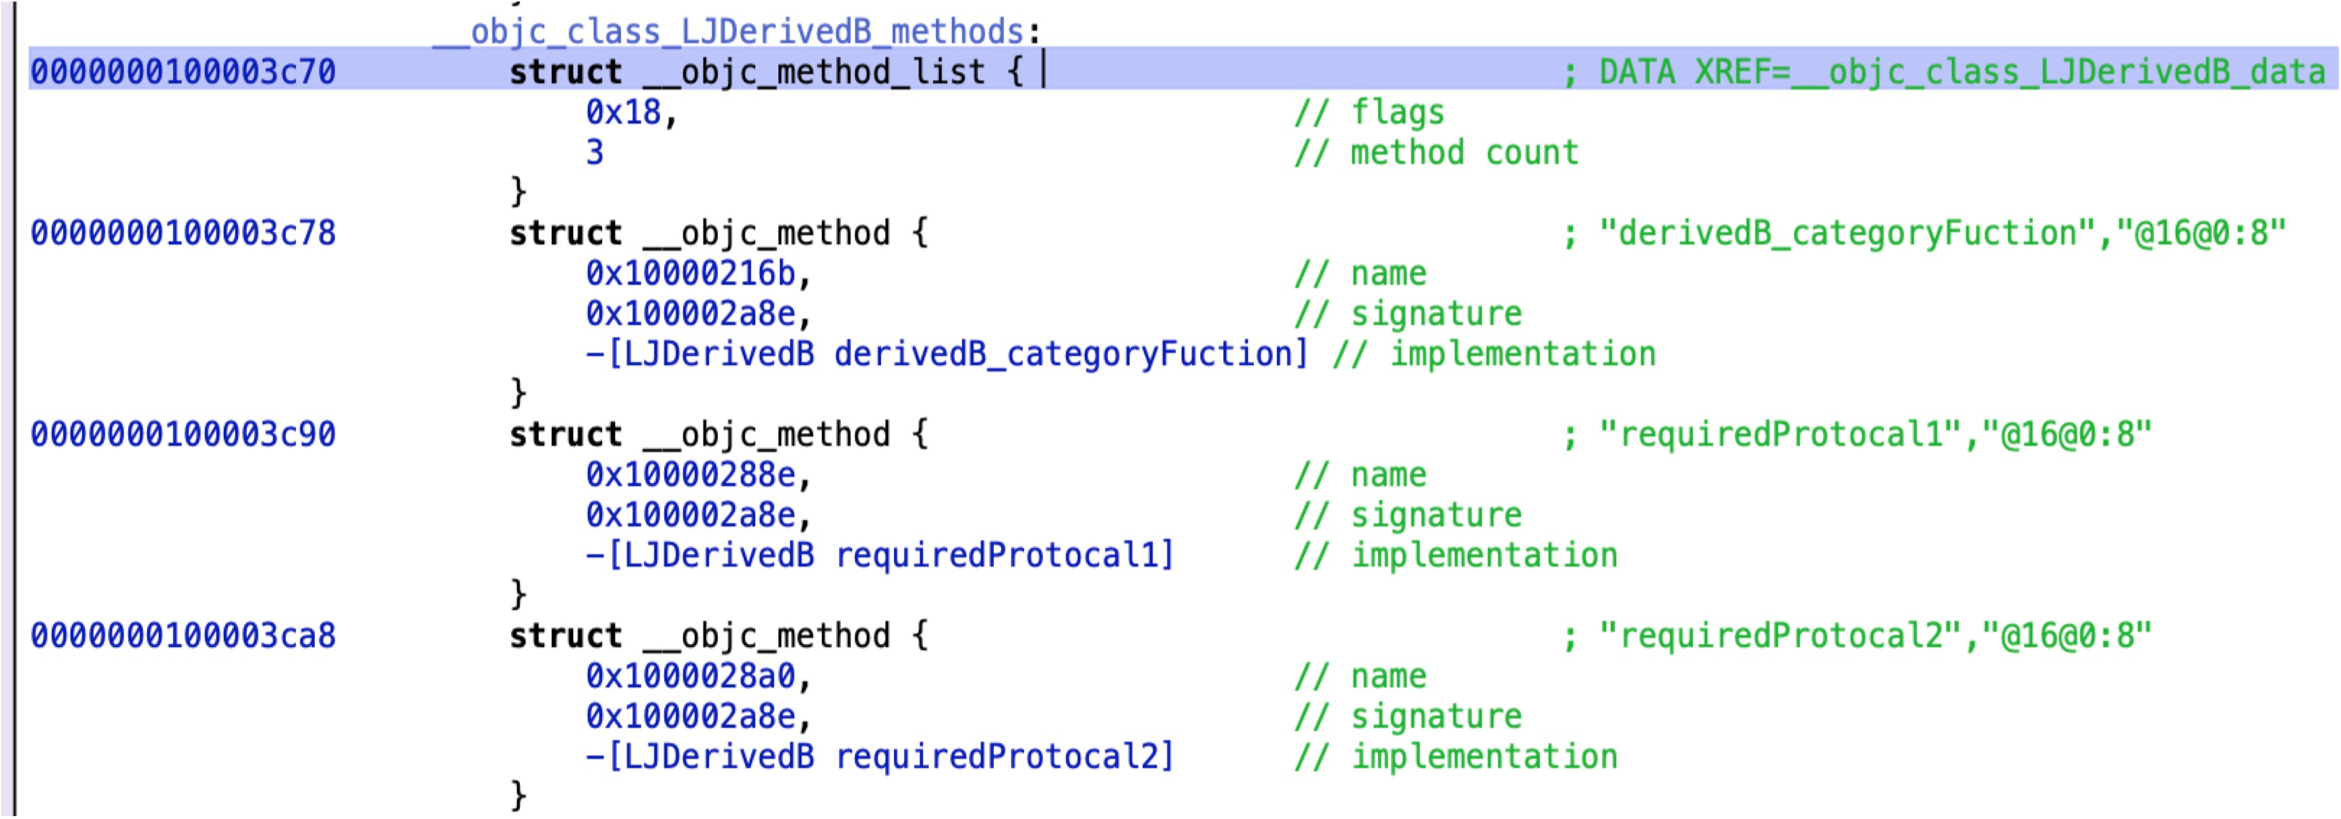 __objc_class_LJDerivedB_methods:
0000000100003c70 struct __objc_method_list { ; DATA XREF=__objc_class_LJDerivedB_data
0x18, // flags
3 // method count
}
0000000100003c78 struct __objc_method { ; "derivedB_categoryFuction","@16@0:8"
0x10000216b, // name
0x100002a8e, // signature
-[LJDerivedB derivedB_categoryFuction] // implementation
}
0000000100003c90 struct __objc_method { ; "requiredProtocal1","@16@0:8"
0x10000288e, // name
0x100002a8e, // signature
-[LJDerivedB requiredProtocal1] // implementation
}
0000000100003ca8 struct __objc_method { ; "requiredProtocal2","@16@0:8"
0x1000028a0, // name
0x100002a8e, // signature
-[LJDerivedB requiredProtocal2] // implementation
}